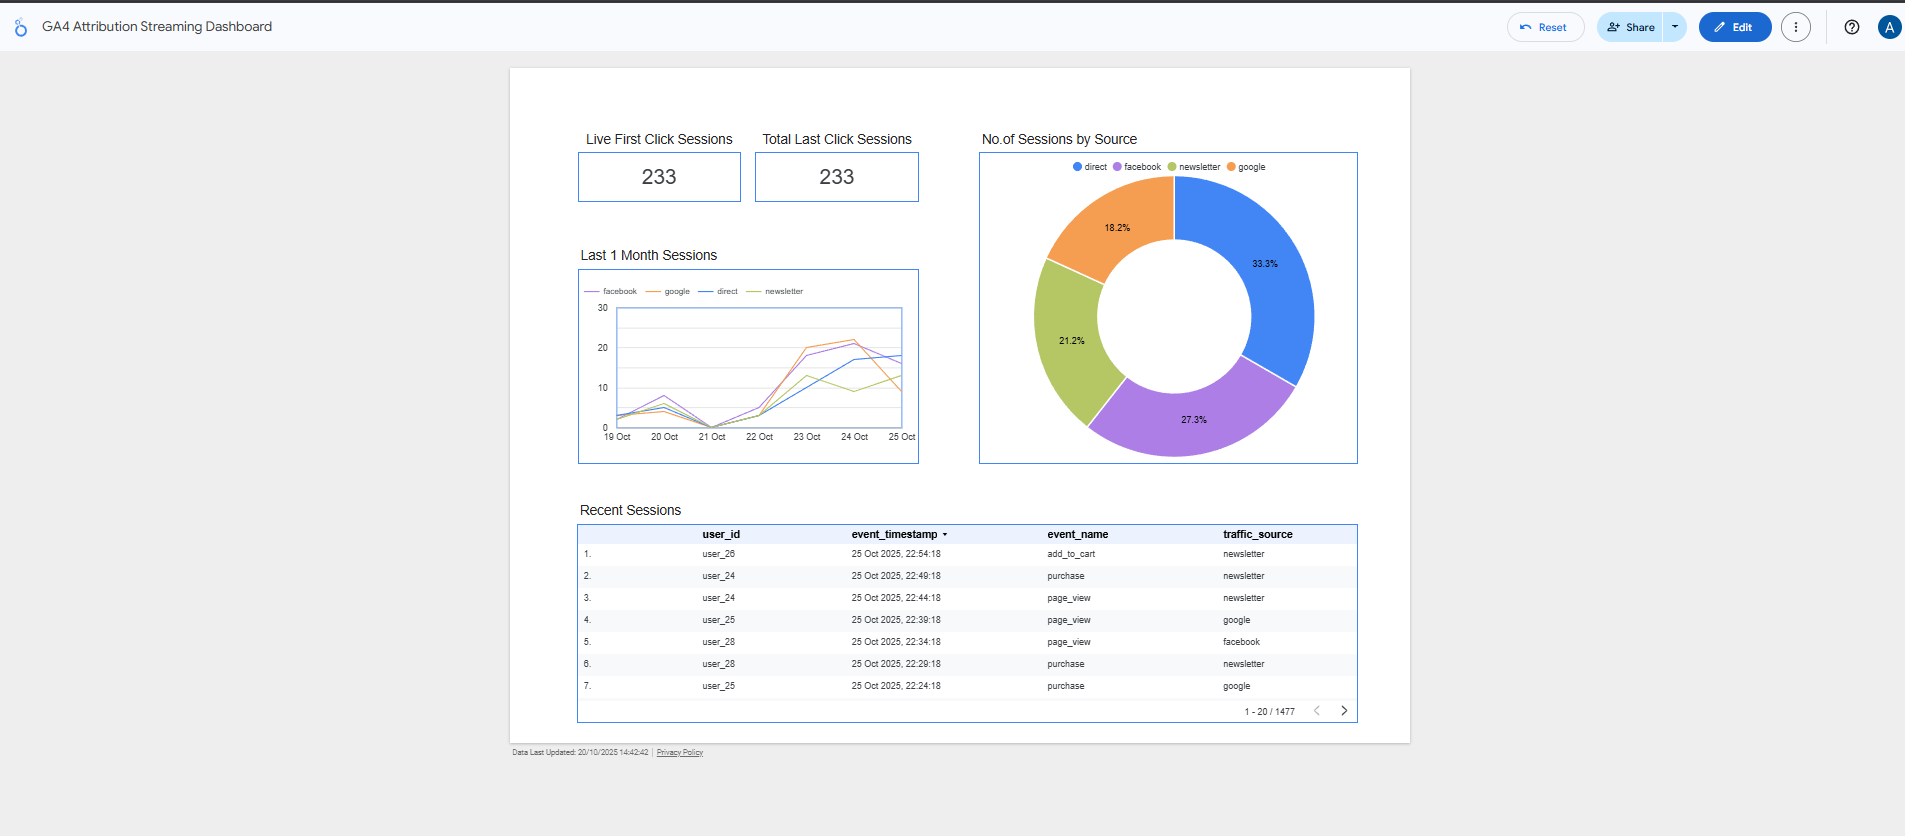 GA4 Attribution Streaming Dashboard
Reset
Share
Edit
A
Live First Click Sessions
233
Total Last Click Sessions
233
No.of Sessions by Source
direct facebook newsletter google
18.2%
33.3%
21.2%
27.3%
Last 1 Month Sessions
facebook google direct newsletter
30
20
10
0
19 Oct 20 Oct 21 Oct 22 Oct 23 Oct 24 Oct 25 Oct
Recent Sessions
user_id event_timestamp event_name traffic_source
1. user_26 25 Oct 2025, 22:54:18 add_to_cart newsletter
2. user_24 25 Oct 2025, 22:49:18 purchase newsletter
3. user_24 25 Oct 2025, 22:44:18 page_view newsletter
4. user_25 25 Oct 2025, 22:39:18 page_view google
5. user_28 25 Oct 2025, 22:34:18 page_view facebook
6. user_28 25 Oct 2025, 22:29:18 purchase newsletter
7. user_25 25 Oct 2025, 22:24:18 purchase google
1 - 20 / 1477
Data Last Updated: 20/10/2025 14:42:42 | Privacy Policy